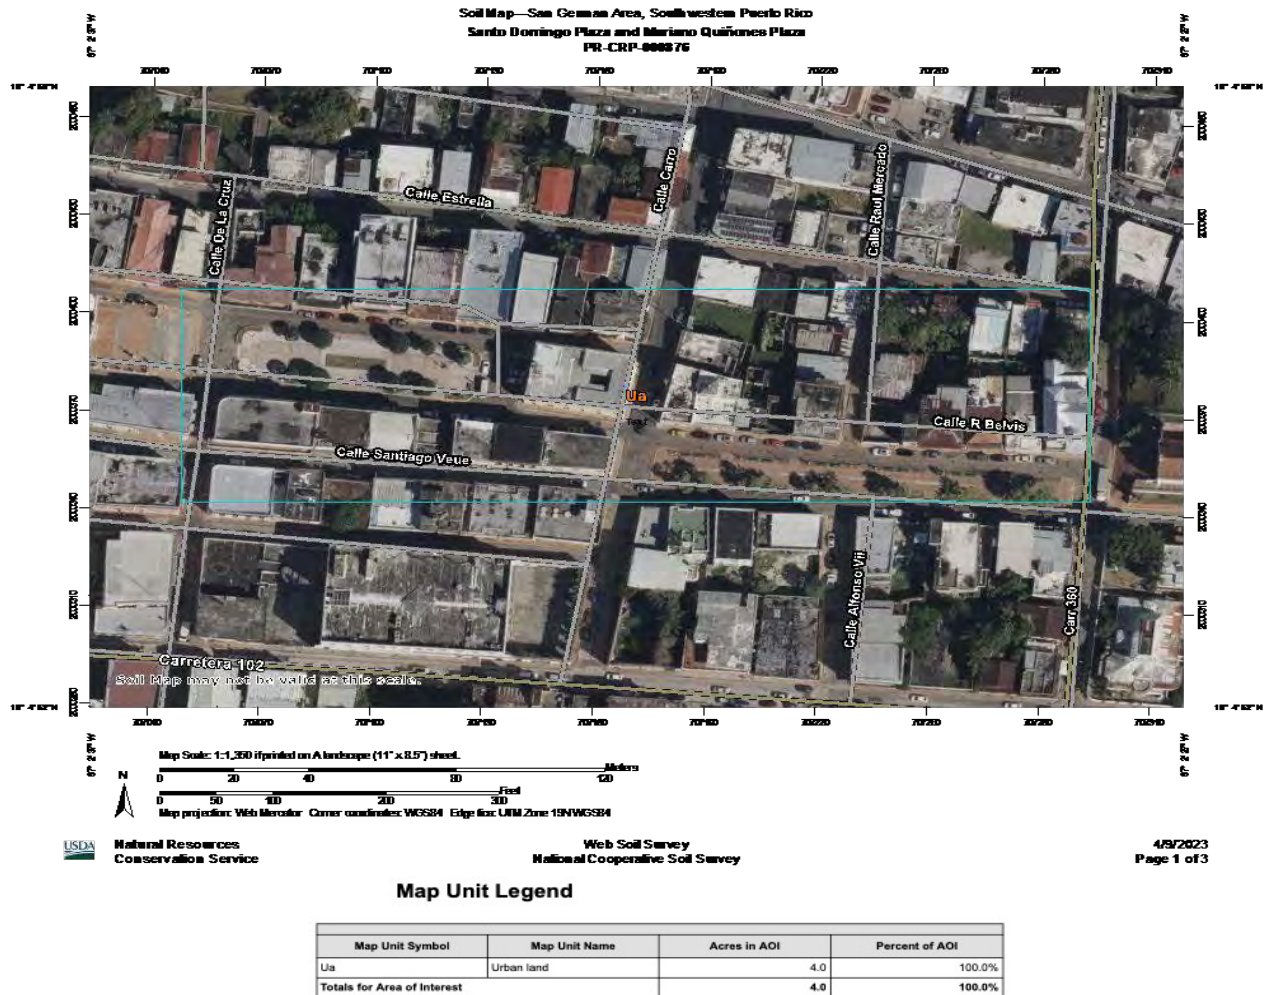 Soil Map—San German Area, Southwestern Puerto Rico
Santo Domingo Plaza and Mariano Quiñones Plaza
PR-CRP-000876
Calle Carro
Calle Raul Mercado
Calle De La Cruz
Calle Estrella
Ua
Calle R Belvis
Calle Santiago Veue
Calle Alfonso Vii
Carr 360
Carretera 102
Soil Map may not be valid at this scale.
Map Scale: 1:1,350 if printed on A landscape (11" x 8.5") sheet.
N
Meters
0 20 40 80 120
Feet
0 50 100 200 300
Map projection: Web Mercator Corner coordinates: WGS84 Edge tics: UTM Zone 19N WGS84
USDA
Natural Resources
Conservation Service
Web Soil Survey
National Cooperative Soil Survey
4/9/2023
Page 1 of 3
Map Unit Legend
Map Unit Symbol Map Unit Name Acres in AOI Percent of AOI
Ua Urban land 4.0 100.0%
Totals for Area of Interest 4.0 100.0%